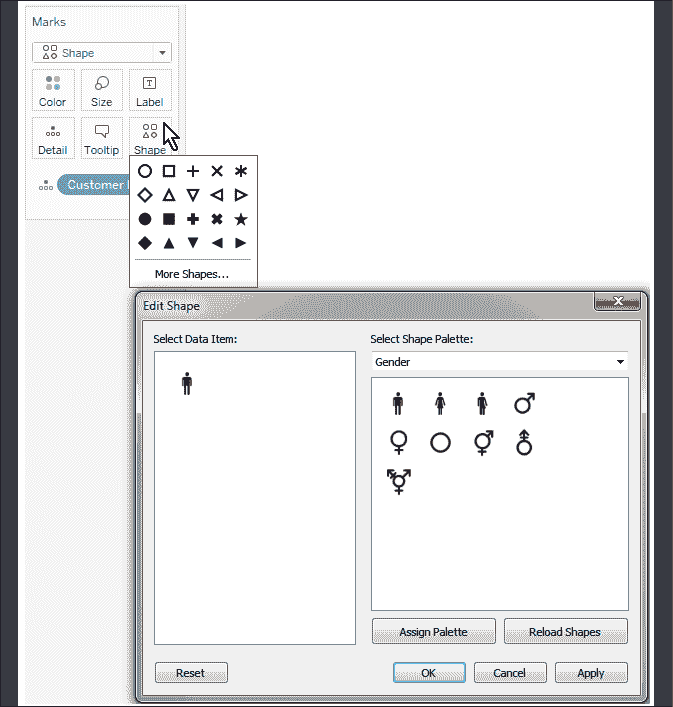 Marks
Shape
Color Size Label
Detail Tooltip Shape
Customer
More Shapes...
Edit Shape
Select Data Item: Select Shape Palette:
Gender
Assign Palette Reload Shapes
Reset OK Cancel Apply